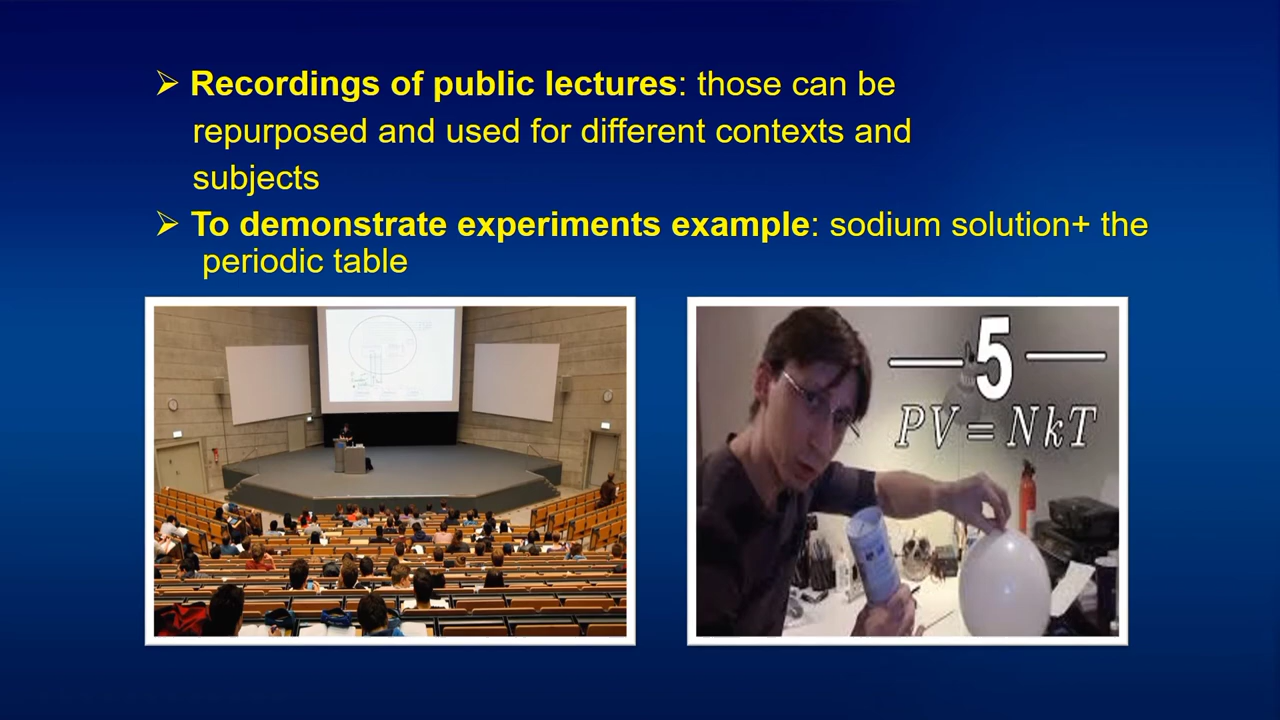 ➢ Recordings of public lectures: those can be
repurposed and used for different contexts and
subjects
➢ To demonstrate experiments example: sodium solution+ the
periodic table
5
PV=NkT